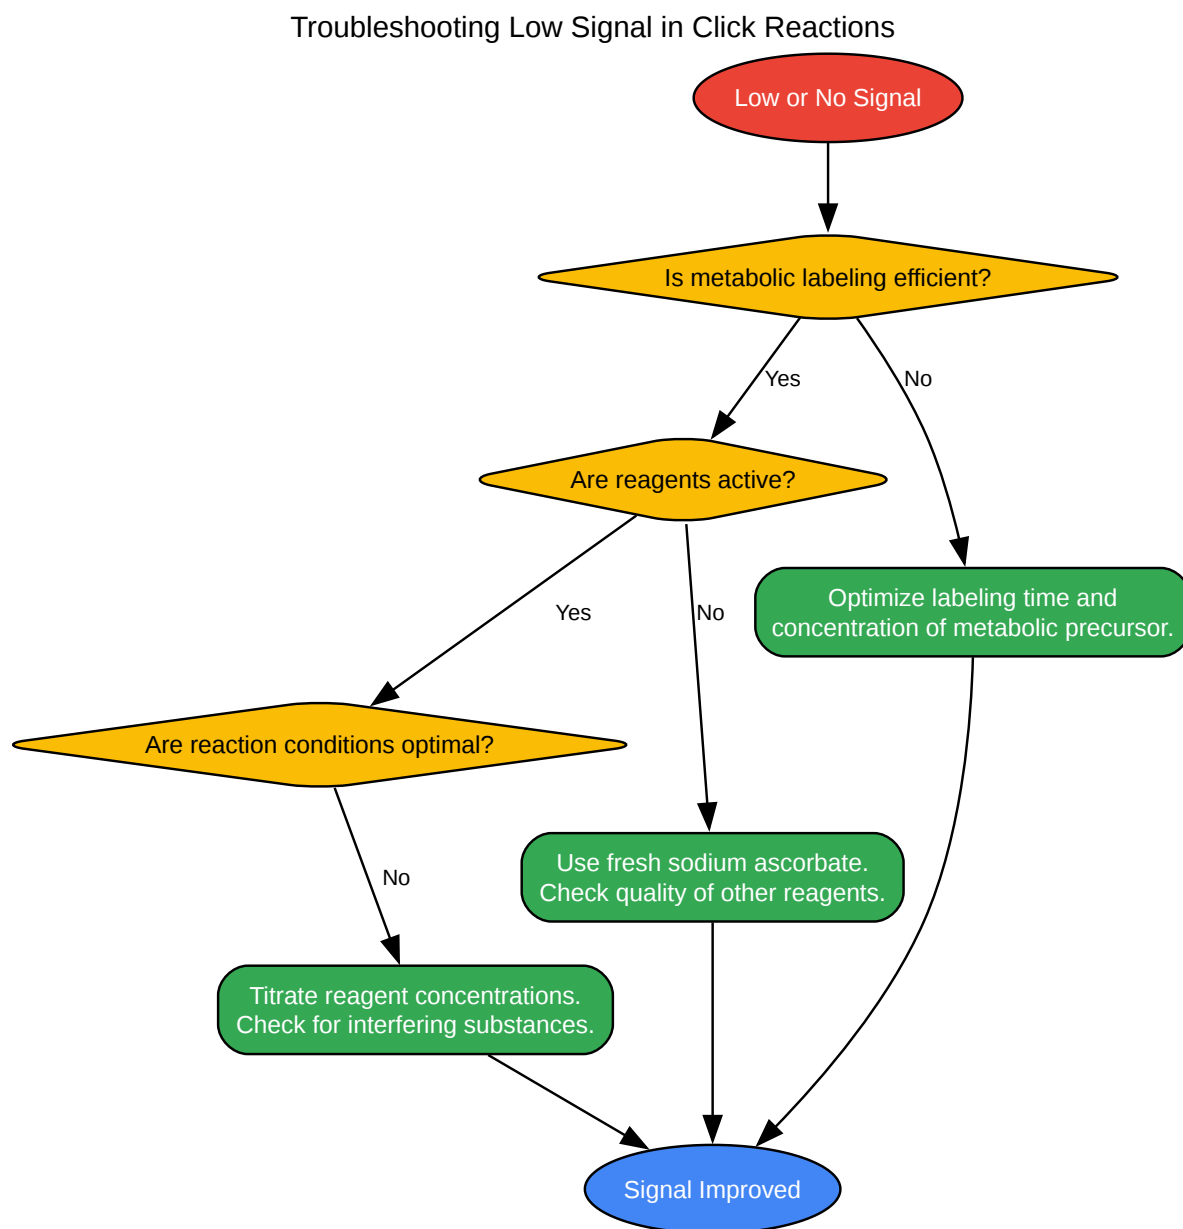 Troubleshooting Low Signal in Click Reactions
Low or No Signal
Is metabolic labeling efficient?
Yes
No
Are reagents active?
Optimize labeling time and
concentration of metabolic precursor.
Yes
No
Are reaction conditions optimal?
Use fresh sodium ascorbate.
Check quality of other reagents.
No
Titrate reagent concentrations.
Check for interfering substances.
Signal Improved